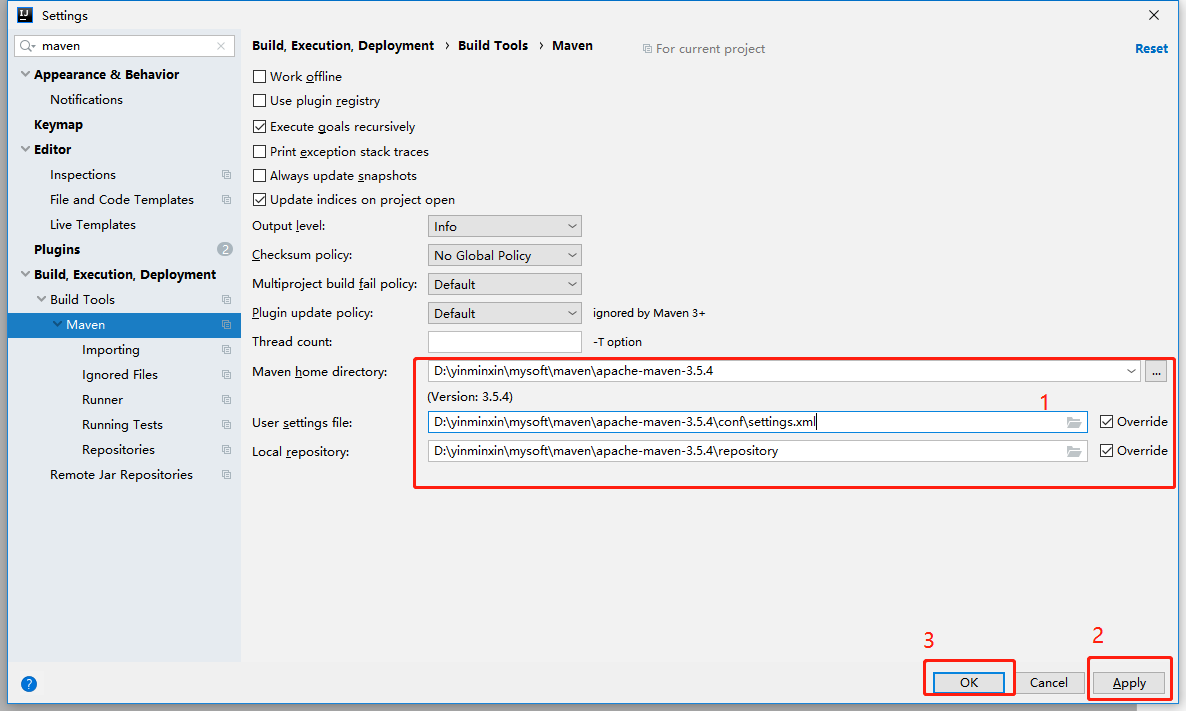 Settings
maven
Appearance & Behavior
Notifications
Keymap
Editor
Inspections
File and Code Templates
Live Templates
Plugins 2
Build, Execution, Deployment
Build Tools
Maven
Importing
Ignored Files
Runner
Running Tests
Repositories
Remote Jar Repositories
?
Build, Execution, Deployment › Build Tools › Maven
For current project
Reset
Work offline
Use plugin registry
Execute goals recursively
Print exception stack traces
Always update snapshots
Update indices on project open
Output level: Info
Checksum policy: No Global Policy
Multiproject build fail policy: Default
Plugin update policy: Default ignored by Maven 3+
Thread count: -T option
Maven home directory: D:\yinminxin\mysoft\maven\apache-maven-3.5.4 ...
(Version: 3.5.4)
1
User settings file: D:\yinminxin\mysoft\maven\apache-maven-3.5.4\conf\settings.xml Override
Local repository: D:\yinminxin\mysoft\maven\apache-maven-3.5.4\repository Override
3 2
OK Cancel Apply